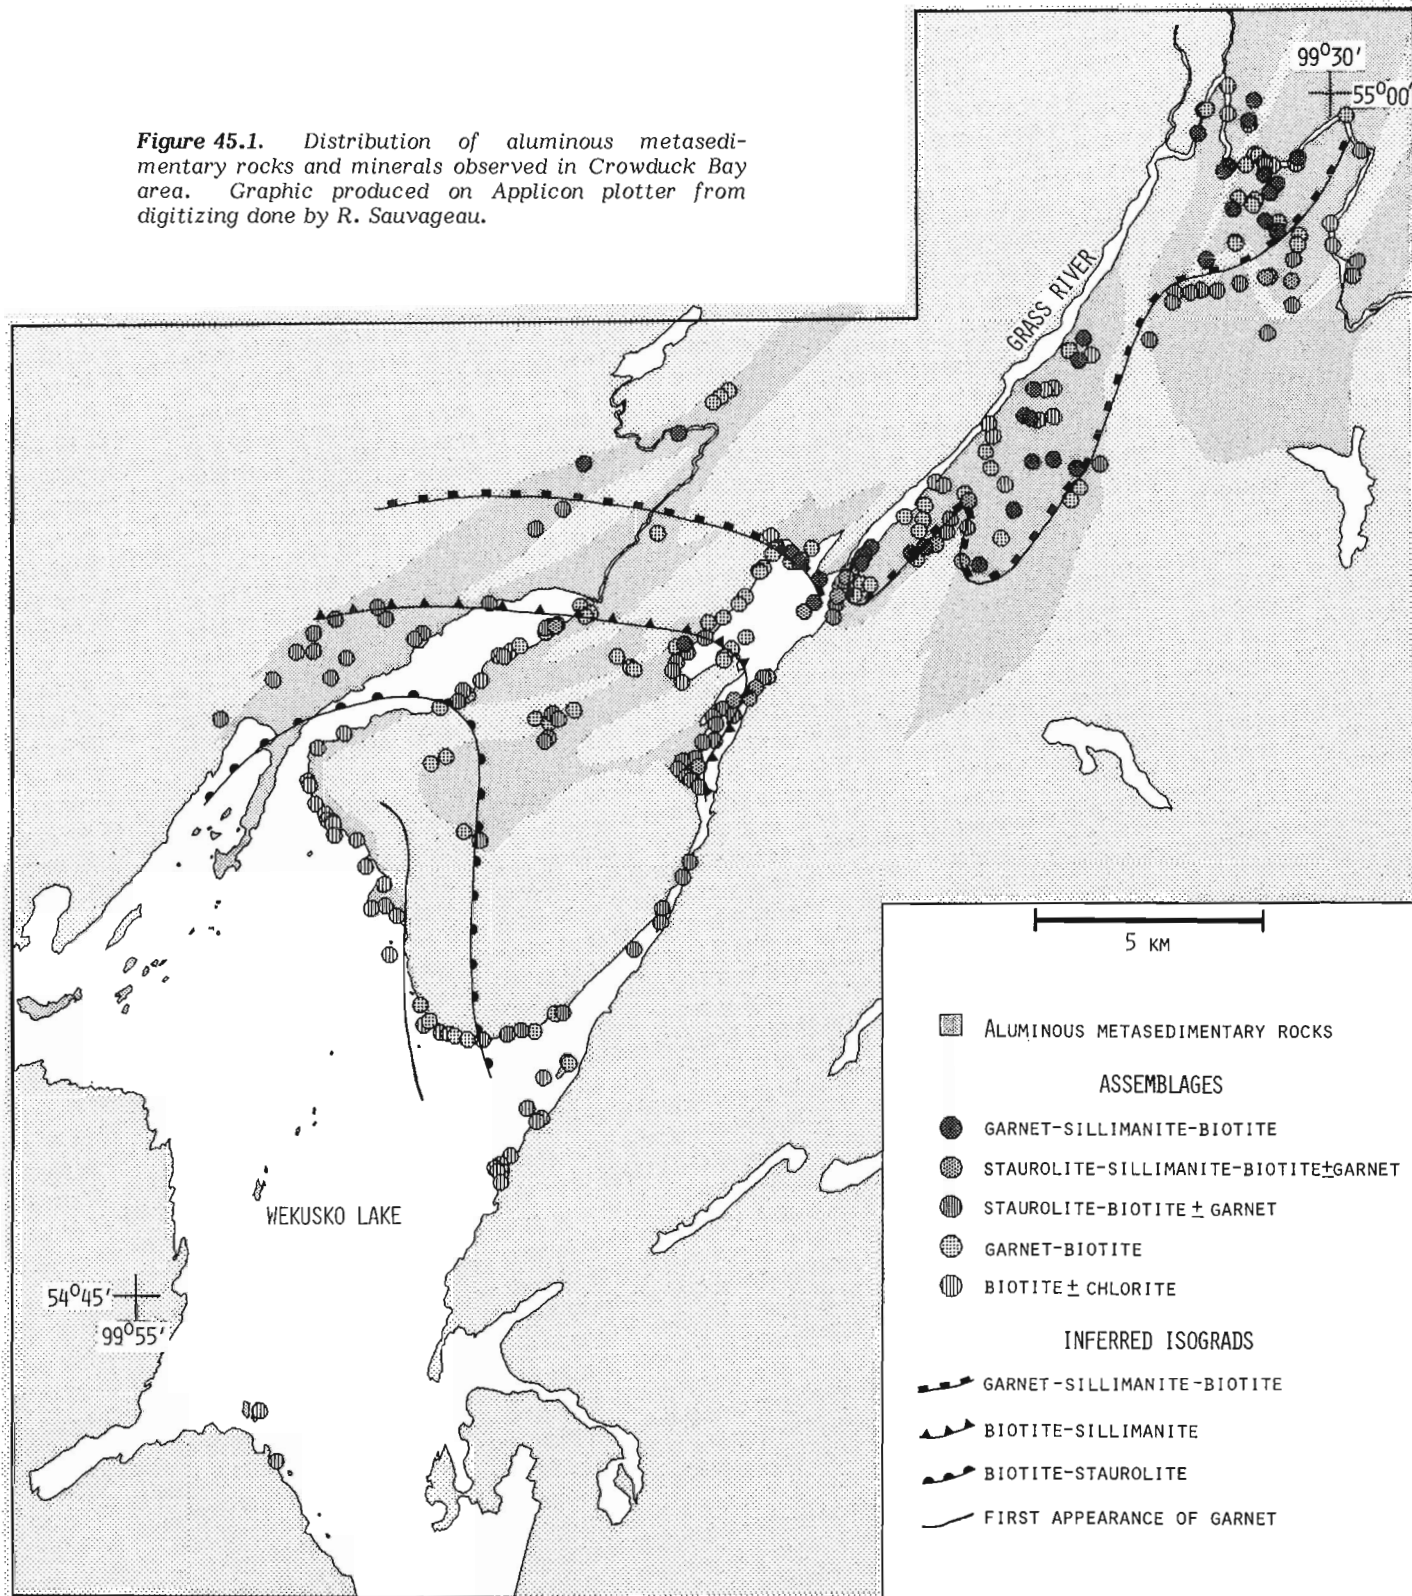 Figure 45.1. Distribution of aluminous metasedi-
mentary rocks and minerals observed in Crowduck Bay
area. Graphic produced on Applicon plotter from
digitizing done by R. Sauvageau.
99°30'
55°00'
GRASS RIVER
5 KM
ALUMINOUS METASEDIMENTARY ROCKS
ASSEMBLAGES
GARNET-SILLIMANITE-BIOTITE
STAUROLITE-SILLIMANITE-BIOTITE±GARNET
STAUROLITE-BIOTITE ± GARNET
GARNET-BIOTITE
BIOTITE ± CHLORITE
INFERRED ISOGRADS
GARNET-SILLIMANITE-BIOTITE
BIOTITE-SILLIMANITE
BIOTITE-STAUROLITE
FIRST APPEARANCE OF GARNET
WEKUSKO LAKE
54°45'
99°55'